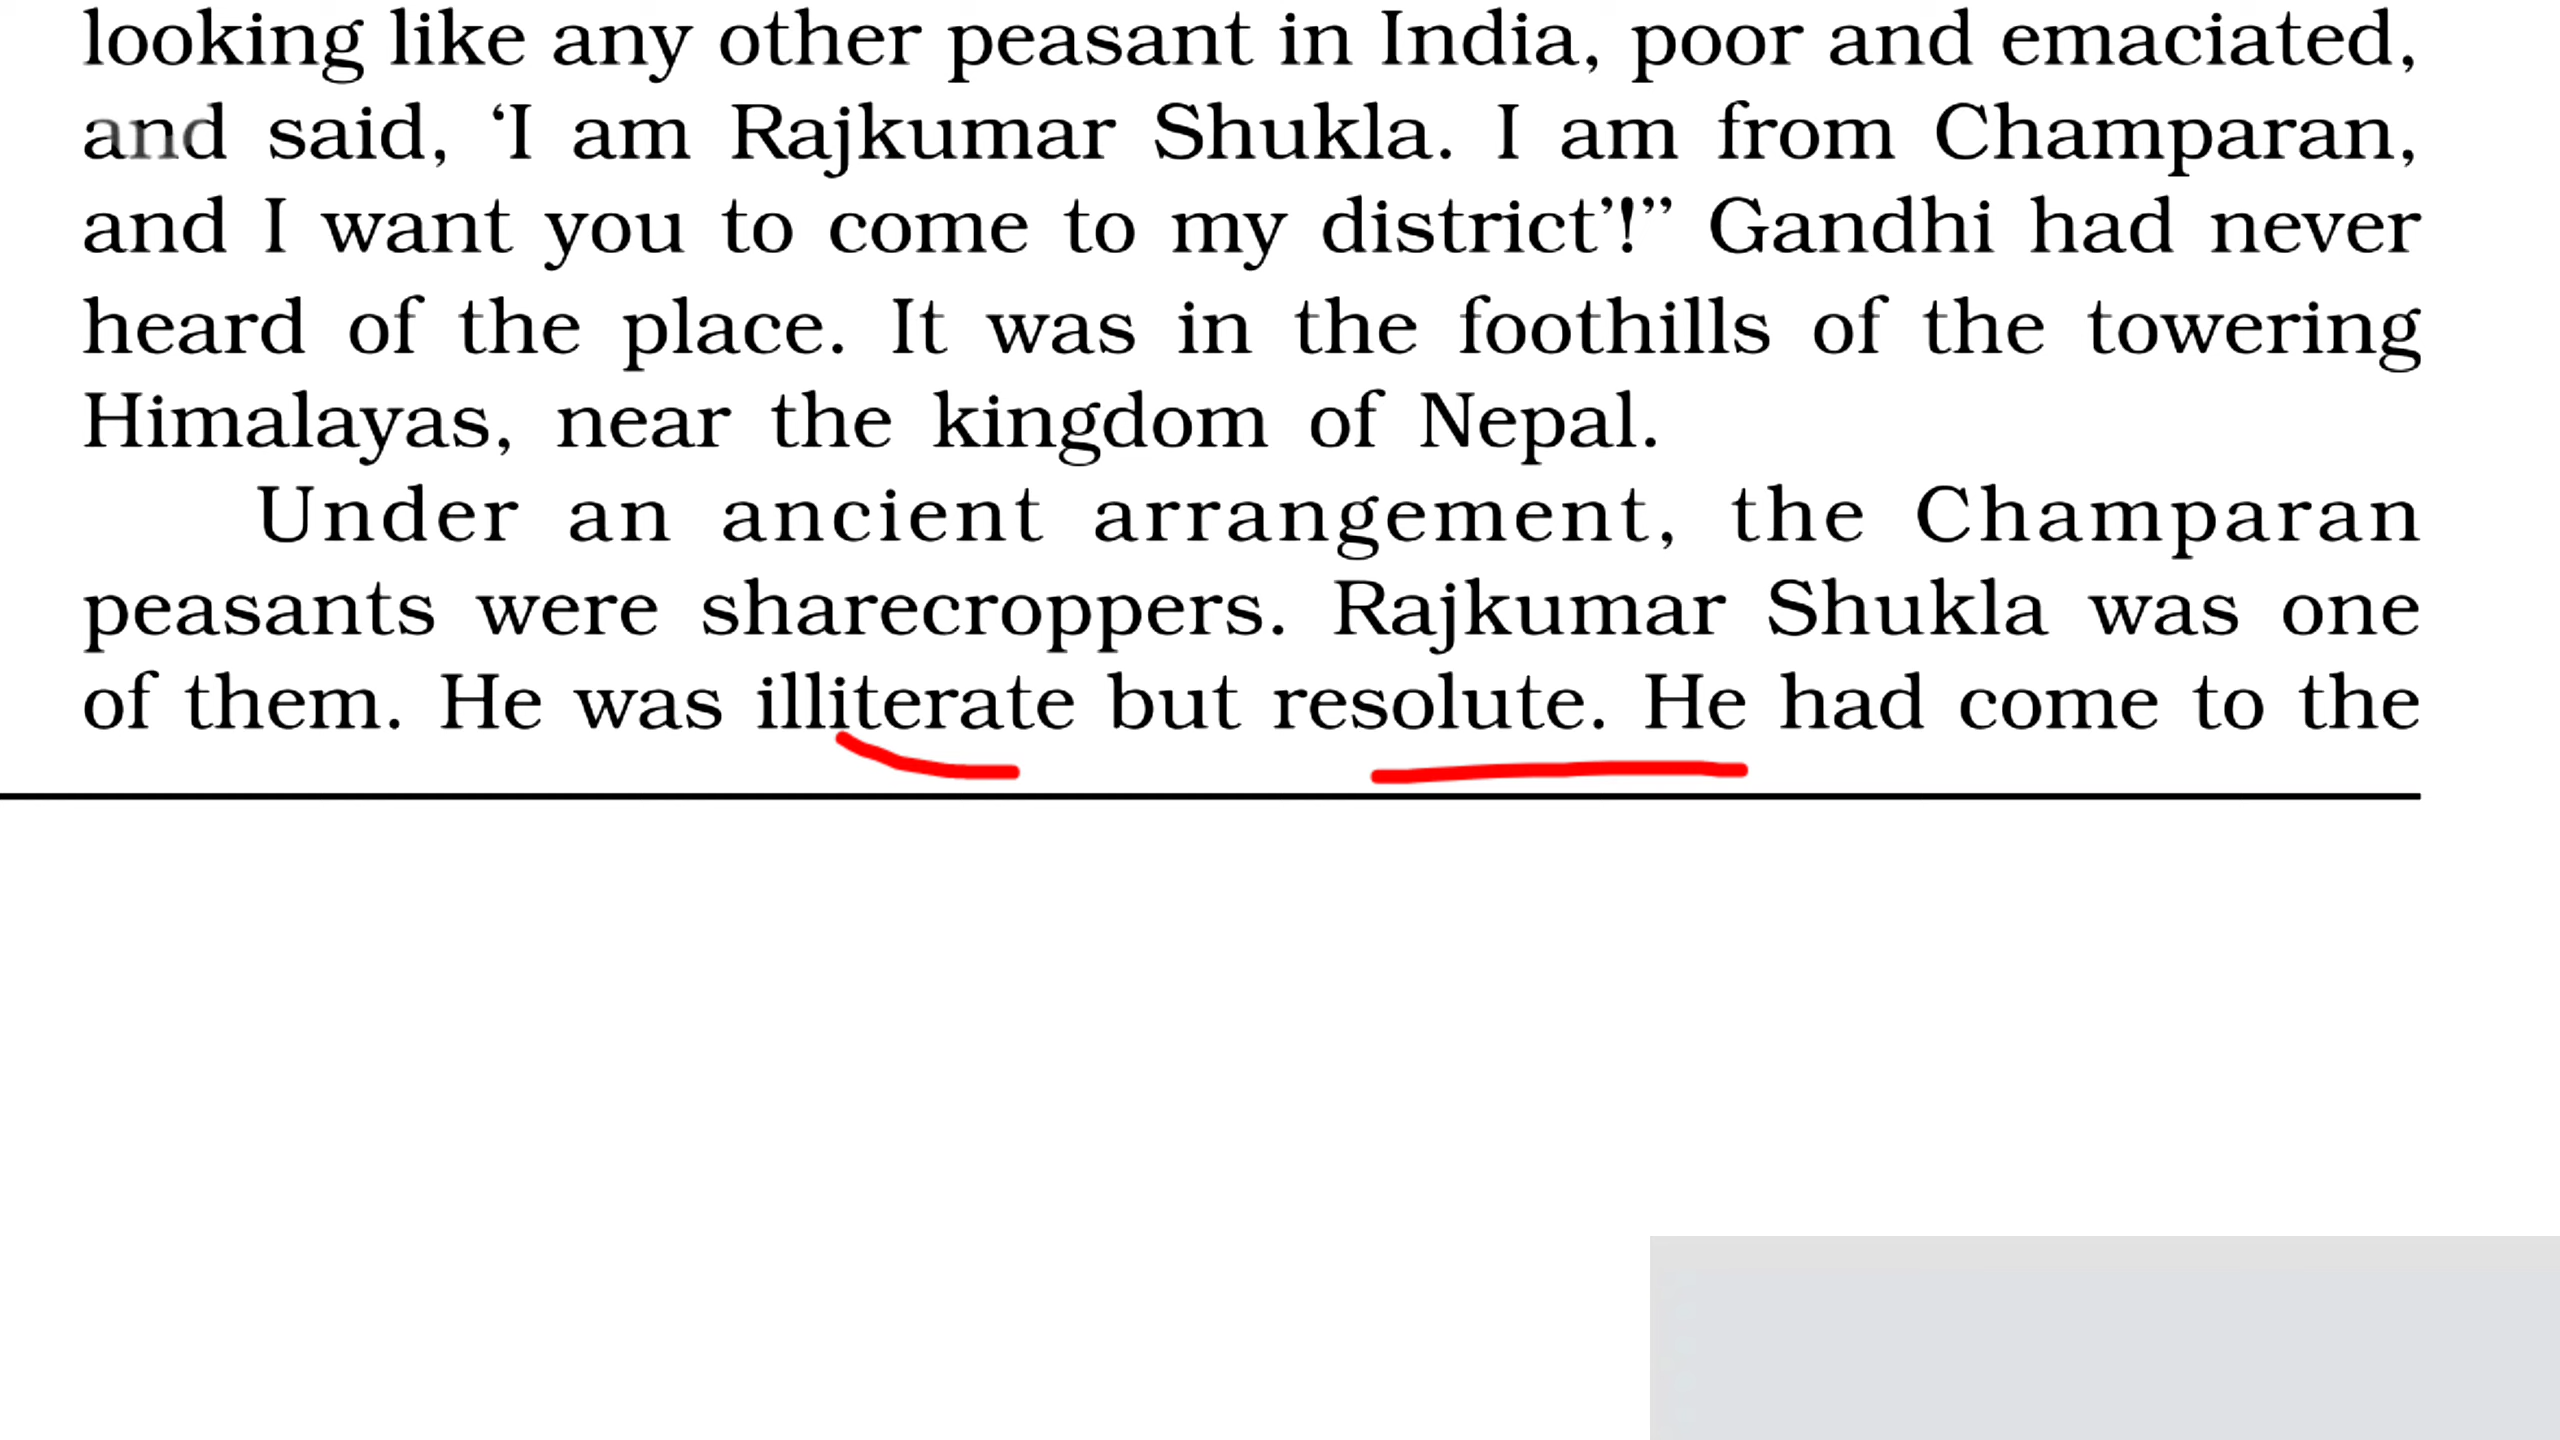 looking like any other peasant in India, poor and emaciated,
and said, ‘I am Rajkumar Shukla. I am from Champaran,
and I want you to come to my district’!” Gandhi had never
heard of the place. It was in the foothills of the towering
Himalayas, near the kingdom of Nepal.
Under an ancient arrangement, the Champaran
peasants were sharecroppers. Rajkumar Shukla was one
of them. He was illiterate but resolute. He had come to the